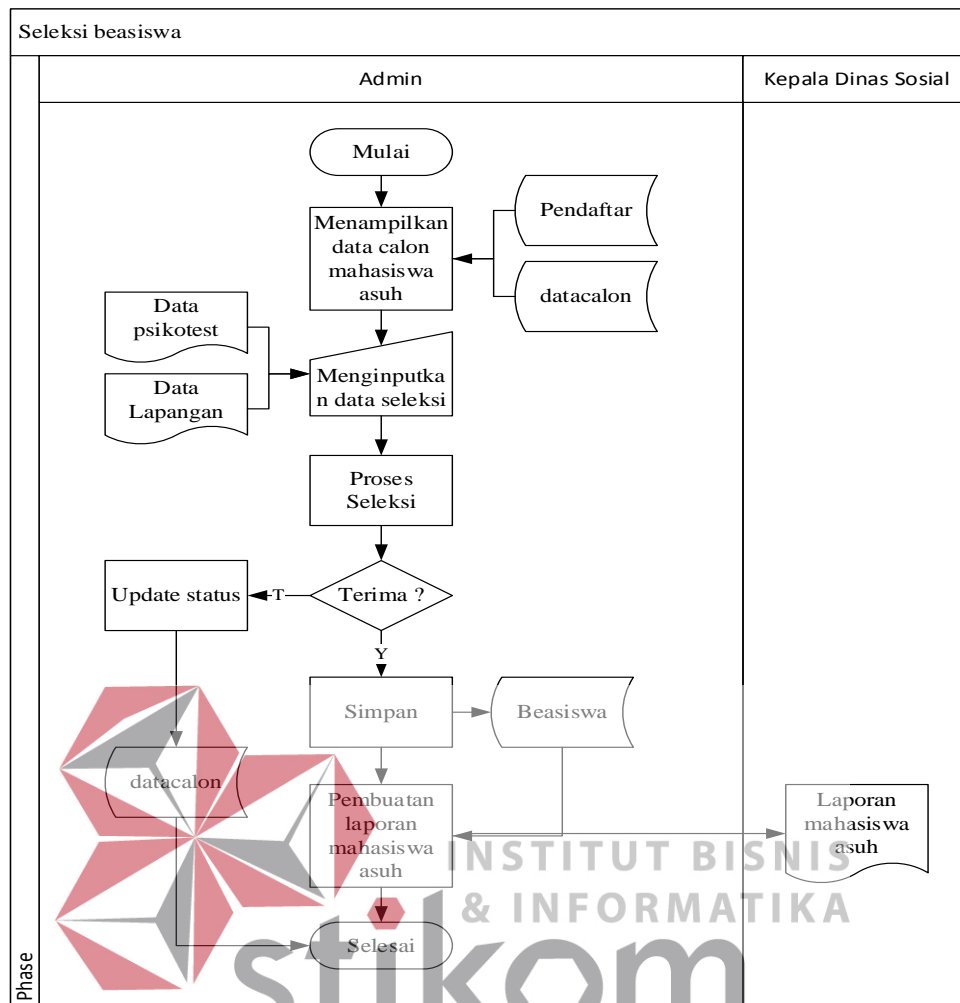 Seleksi beasiswa
Admin
Kepala Dinas Sosial
Mulai
Menampilkan
data calon
mahasiswa
asuh
Pendaftar
datacalon
Data
psikotest
Data
Lapangan
Menginputka
n data seleksi
Proses
Seleksi
Terima ?
T
Update status
Y
Simpan
Beasiswa
datacalon
Pembuatan
laporan
mahasiswa
asuh
Laporan
mahasiswa
asuh
INSTITUT BISNIS
& INFORMATIKA
stikom
Selesai
Phase